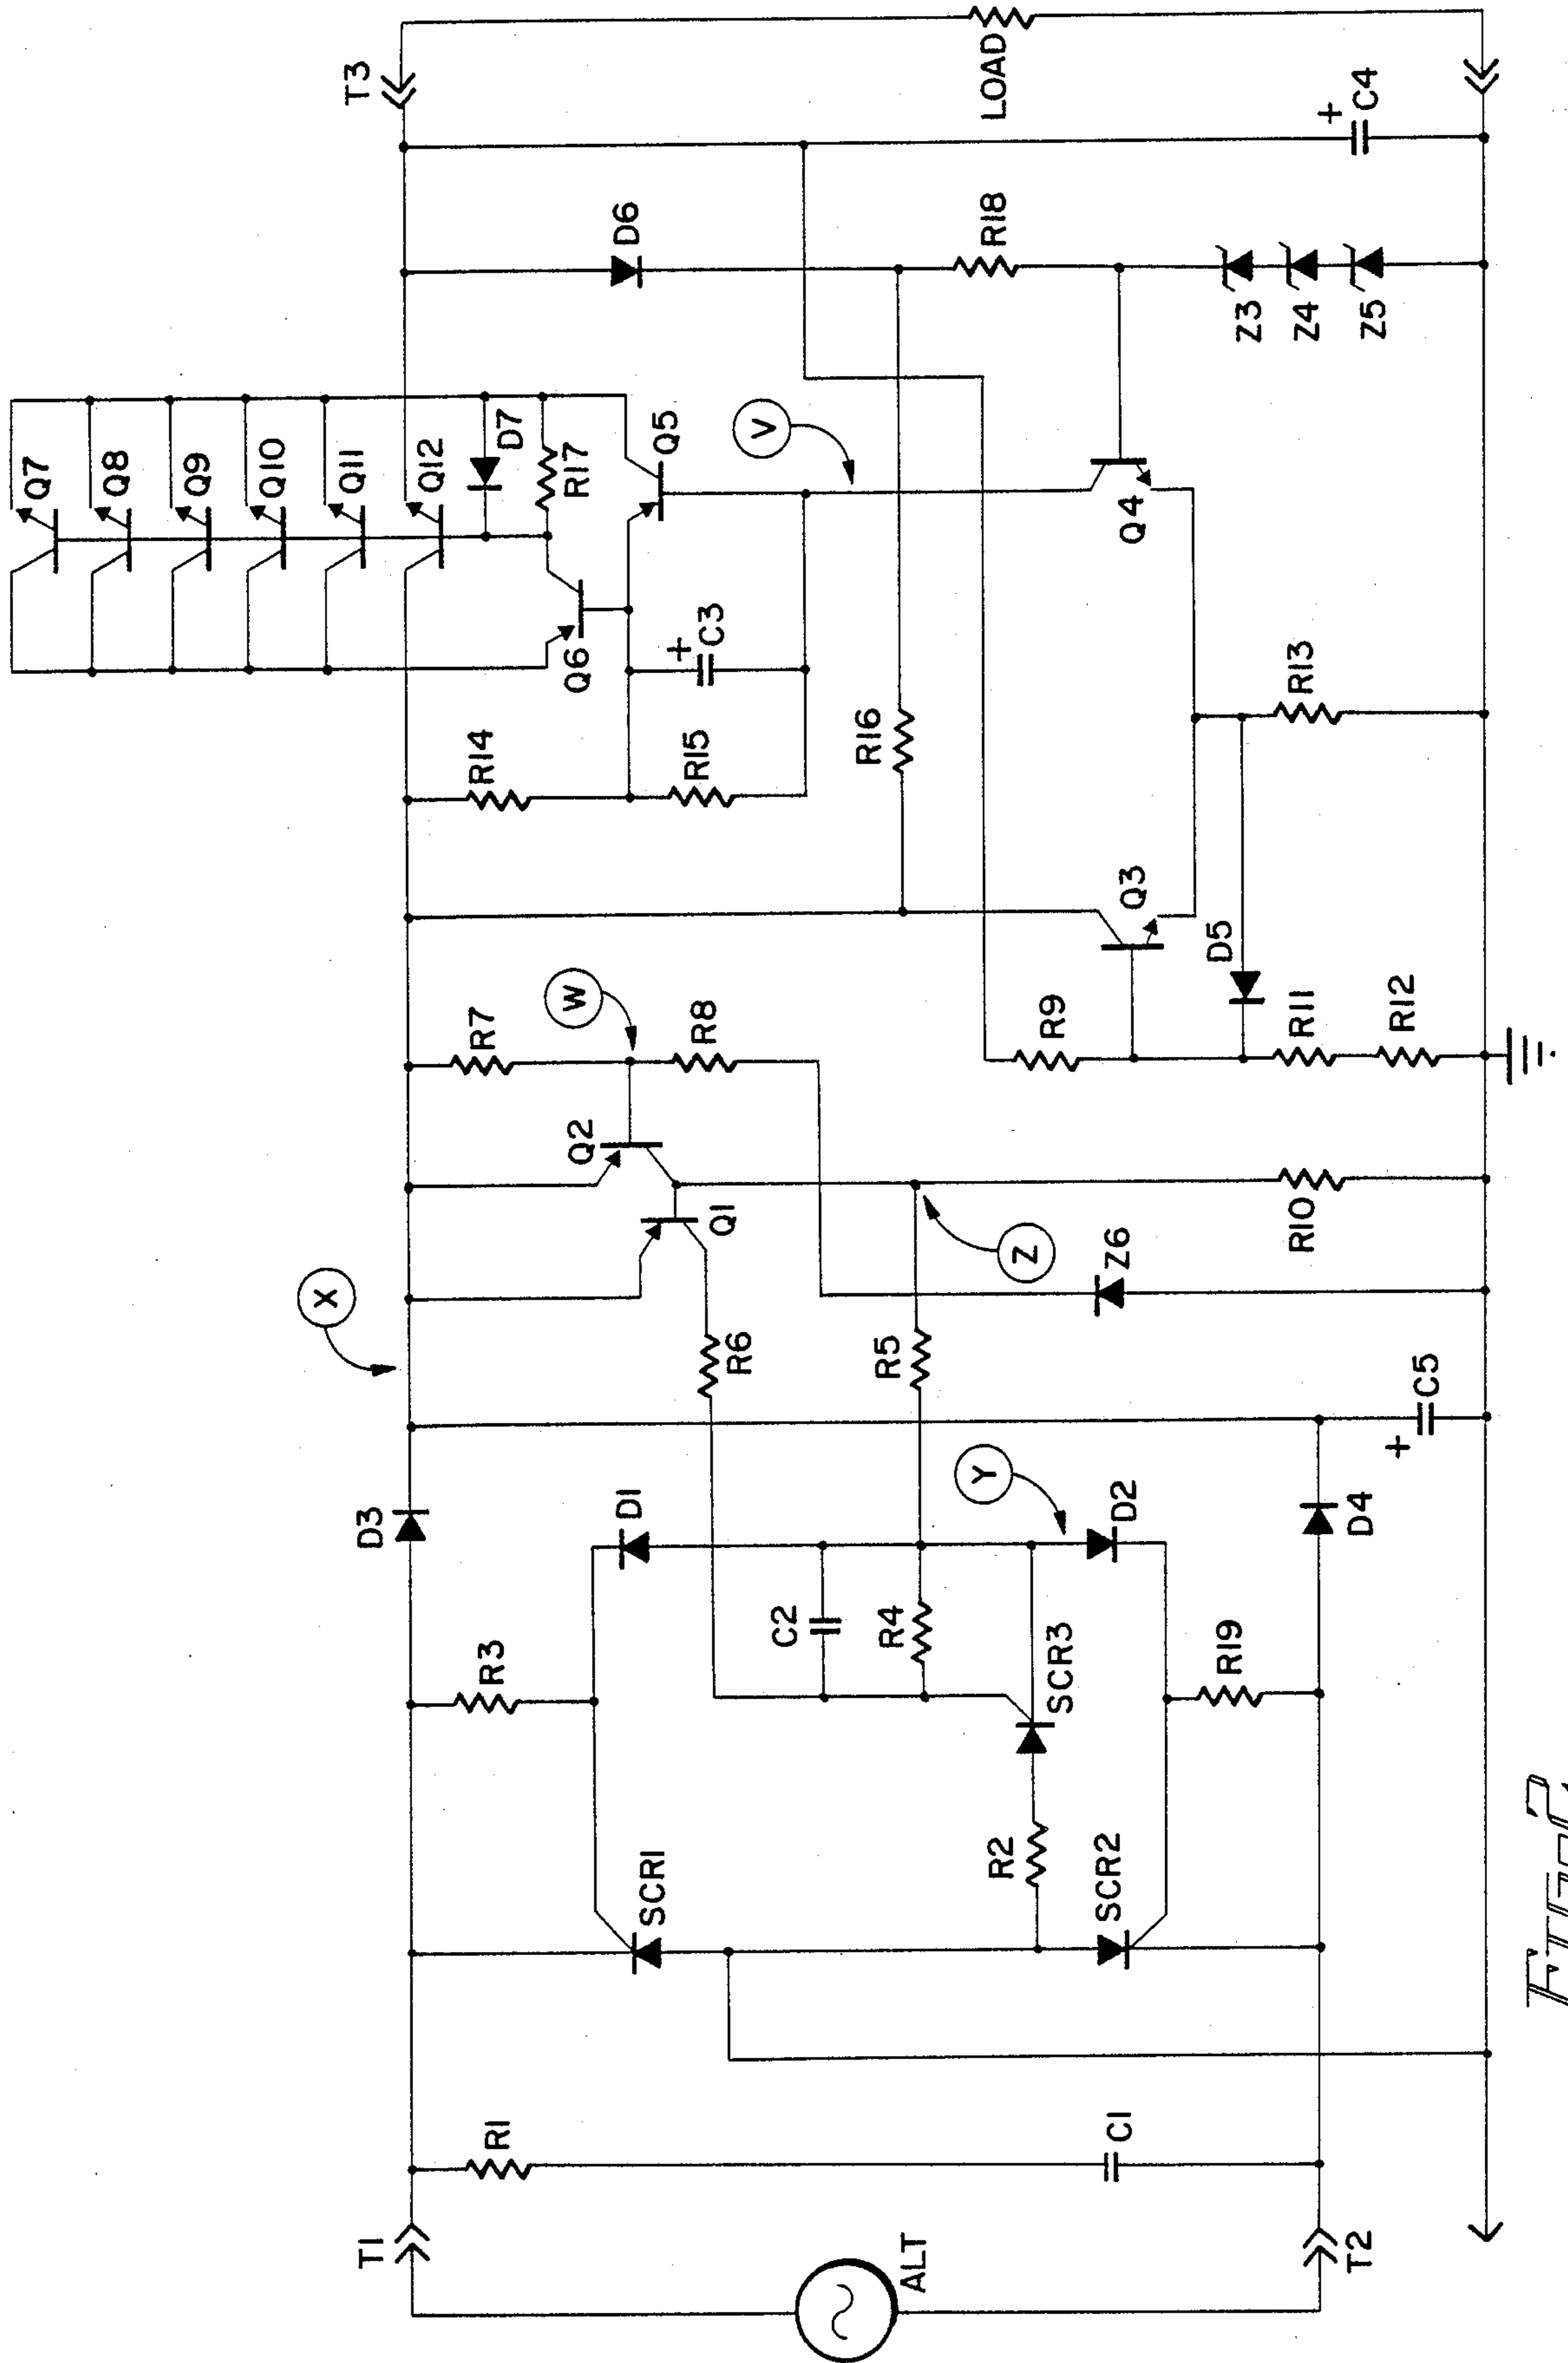 T1
ALT
T2
R1
C1
SCR1
R3
D3
R2
SCR2
SCR3
R19
D4
C2
R4
D1
D2
Y
C5
X
R6
R5
Z6
Z
Q1
Q2
R10
W
R7
R8
R9
R11
R12
D5
Q3
R14
R15
R16
R13
C3
Q6
Q5
R17
D7
Q7
Q8
Q9
Q10
Q11
Q12
V
Q4
D6
R18
Z3
Z4
Z5
T3
LOAD
C4
Fig. 2